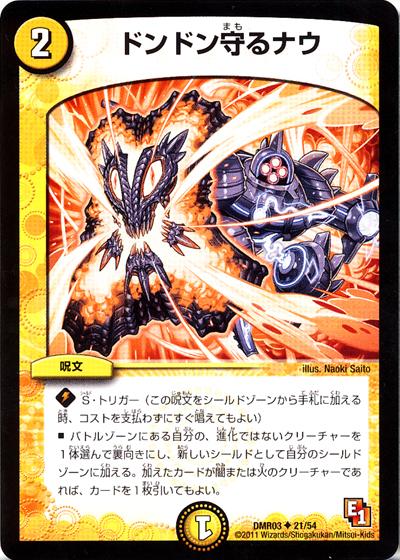 2
ドンドン守るナウ
まも
呪文
じゅもん
illus. Naoki Saito
S・トリガー（この呪文をシールドゾーンから手札に加える
時、コストを支払わずにすぐ唱えてもよい）
■ バトルゾーンにある自分の、進化ではないクリーチャーを
1体選んで裏向きにし、新しいシールドとして自分のシールド
ゾーンに加える。加えたカードが闇または火のクリーチャーであ
れば、カードを1枚引いてもよい。
1
DMR03 ◆ 21/54
©2011 Wizards/Shogakukan/Mitsui-Kids
E1